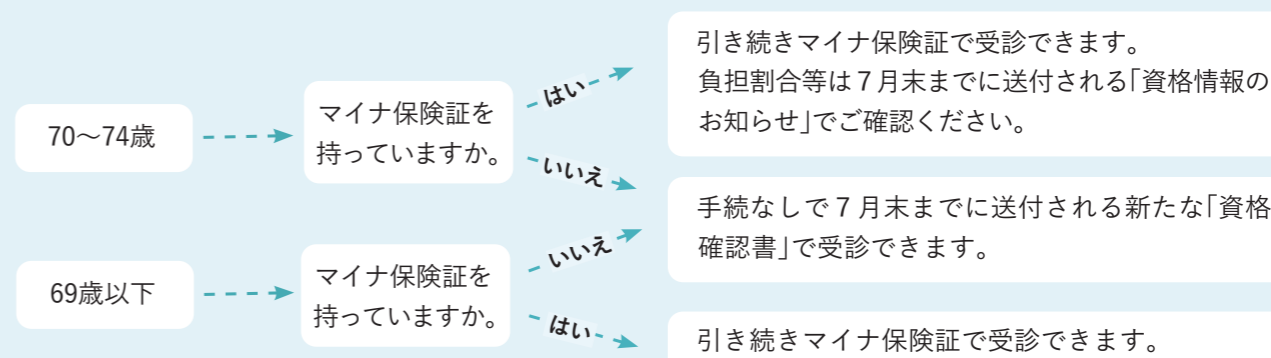 70〜74歳
マイナ保険証を
持っていますか。
はい
引き続きマイナ保険証で受診できます。
負担割合等は７月末までに送付される「資格情報の
お知らせ」でご確認ください。
いいえ
手続なしで７月末までに送付される新たな「資格
確認書」で受診できます。
69歳以下
マイナ保険証を
持っていますか。
いいえ
はい
引き続きマイナ保険証で受診できます。